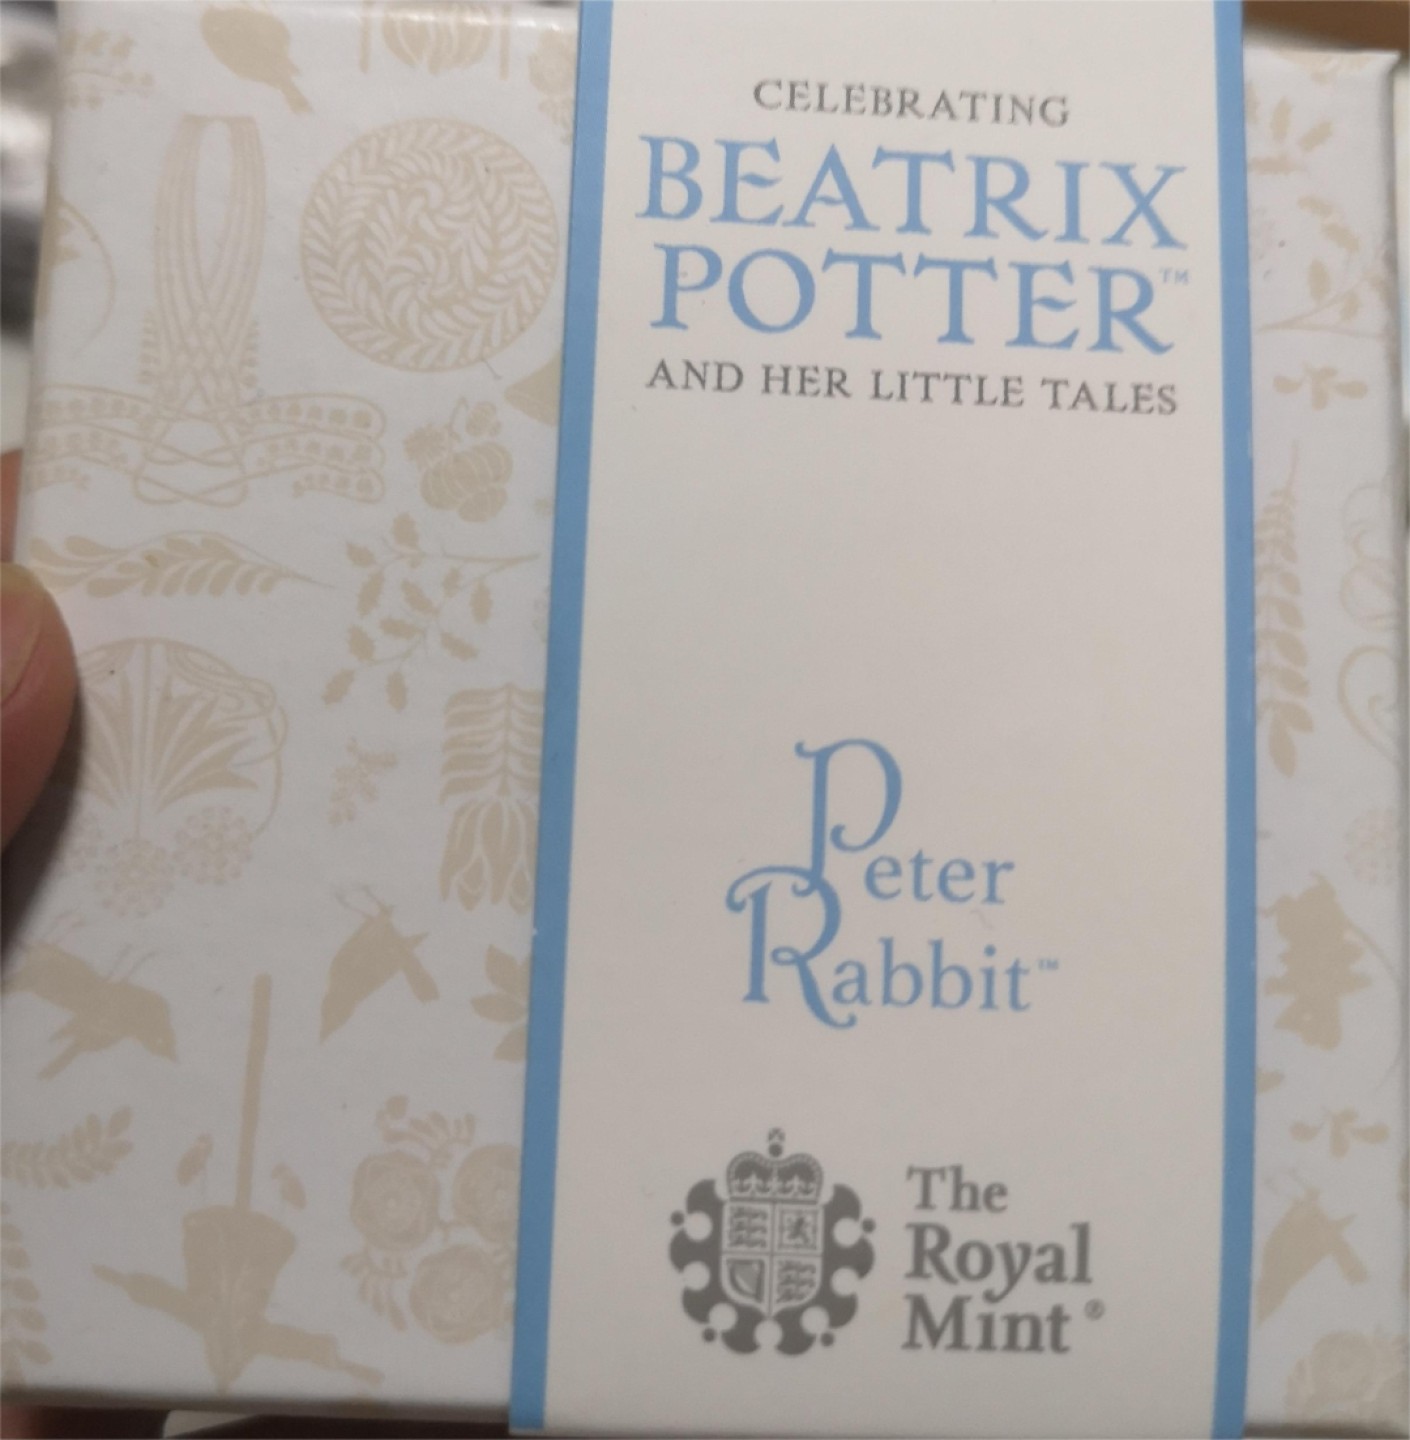 CELEBRATING
BEATRIX
POTTER™
AND HER LITTLE TALES
Peter
Rabbit™
The
Royal
Mint®